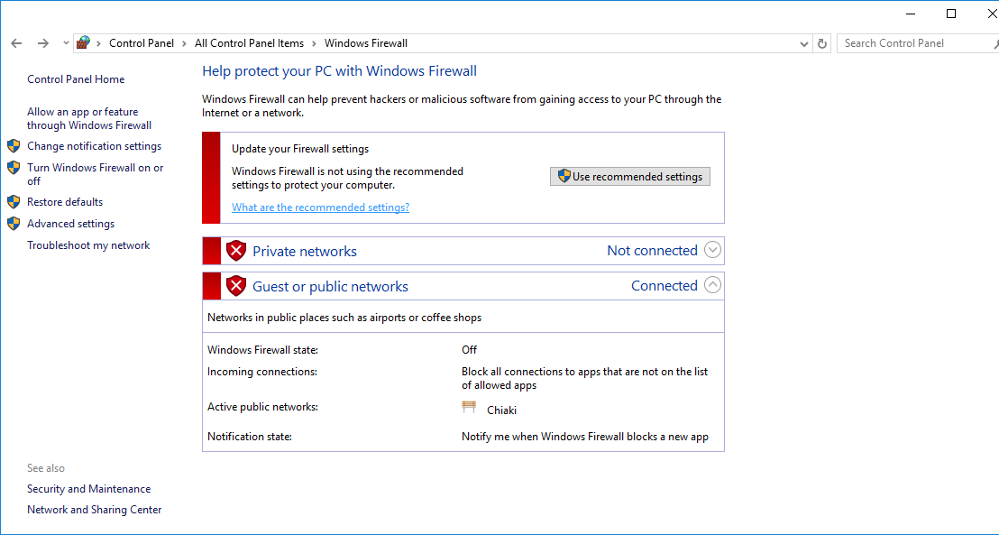 Control Panel > All Control Panel Items > Windows Firewall
Search Control Panel
Control Panel Home
Allow an app or feature
through Windows Firewall
Change notification settings
Turn Windows Firewall on or
off
Restore defaults
Advanced settings
Troubleshoot my network
Help protect your PC with Windows Firewall
Windows Firewall can help prevent hackers or malicious software from gaining access to your PC through the
Internet or a network.
Update your Firewall settings
Windows Firewall is not using the recommended
settings to protect your computer.
Use recommended settings
What are the recommended settings?
Private networks Not connected
Guest or public networks Connected
Networks in public places such as airports or coffee shops
Windows Firewall state: Off
Incoming connections: Block all connections to apps that are not on the list
of allowed apps
Active public networks: Chiaki
Notification state: Notify me when Windows Firewall blocks a new app
See also
Security and Maintenance
Network and Sharing Center